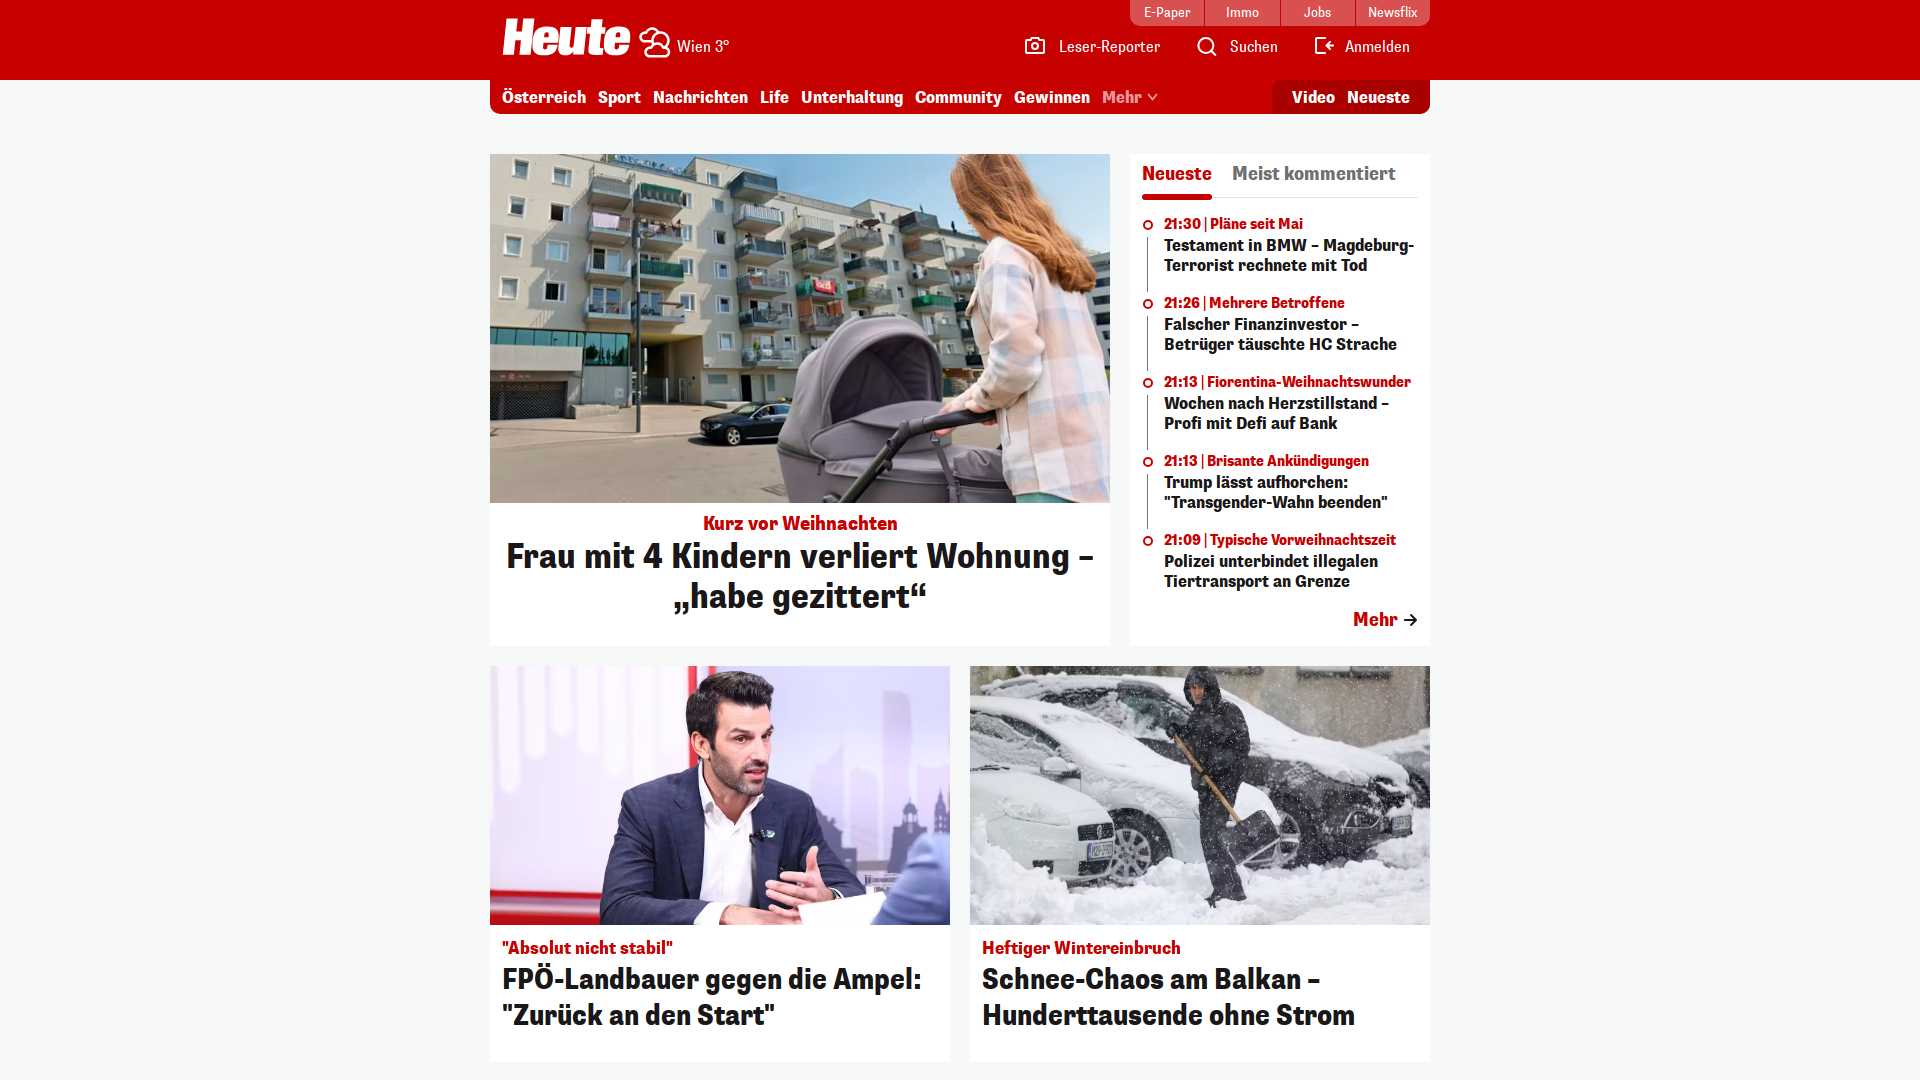 E-Paper
Immo
Jobs
Newsflix
Heute
Wien 3°
Leser-Reporter
Suchen
Anmelden
Österreich
Sport
Nachrichten
Life
Unterhaltung
Community
Gewinnen
Mehr
Video
Neueste
Kurz vor Weihnachten
Frau mit 4 Kindern verliert Wohnung –
„habe gezittert“
Neueste
Meist kommentiert
21:30 | Pläne seit Mai
Testament in BMW – Magdeburg-
Terrorist rechnete mit Tod
21:26 | Mehrere Betroffene
Falscher Finanzinvestor –
Betrüger täuschte HC Strache
21:13 | Fiorentina-Weihnachtswunder
Wochen nach Herzstillstand –
Profi mit Defi auf Bank
21:13 | Brisante Ankündigungen
Trump lässt aufhorchen:
"Transgender-Wahn beenden"
21:09 | Typische Vorweihnachtszeit
Polizei unterbindet illegalen
Tiertransport an Grenze
Mehr
"Absolut nicht stabil"
FPÖ-Landbauer gegen die Ampel:
"Zurück an den Start"
Heftiger Wintereinbruch
Schnee-Chaos am Balkan –
Hunderttausende ohne Strom